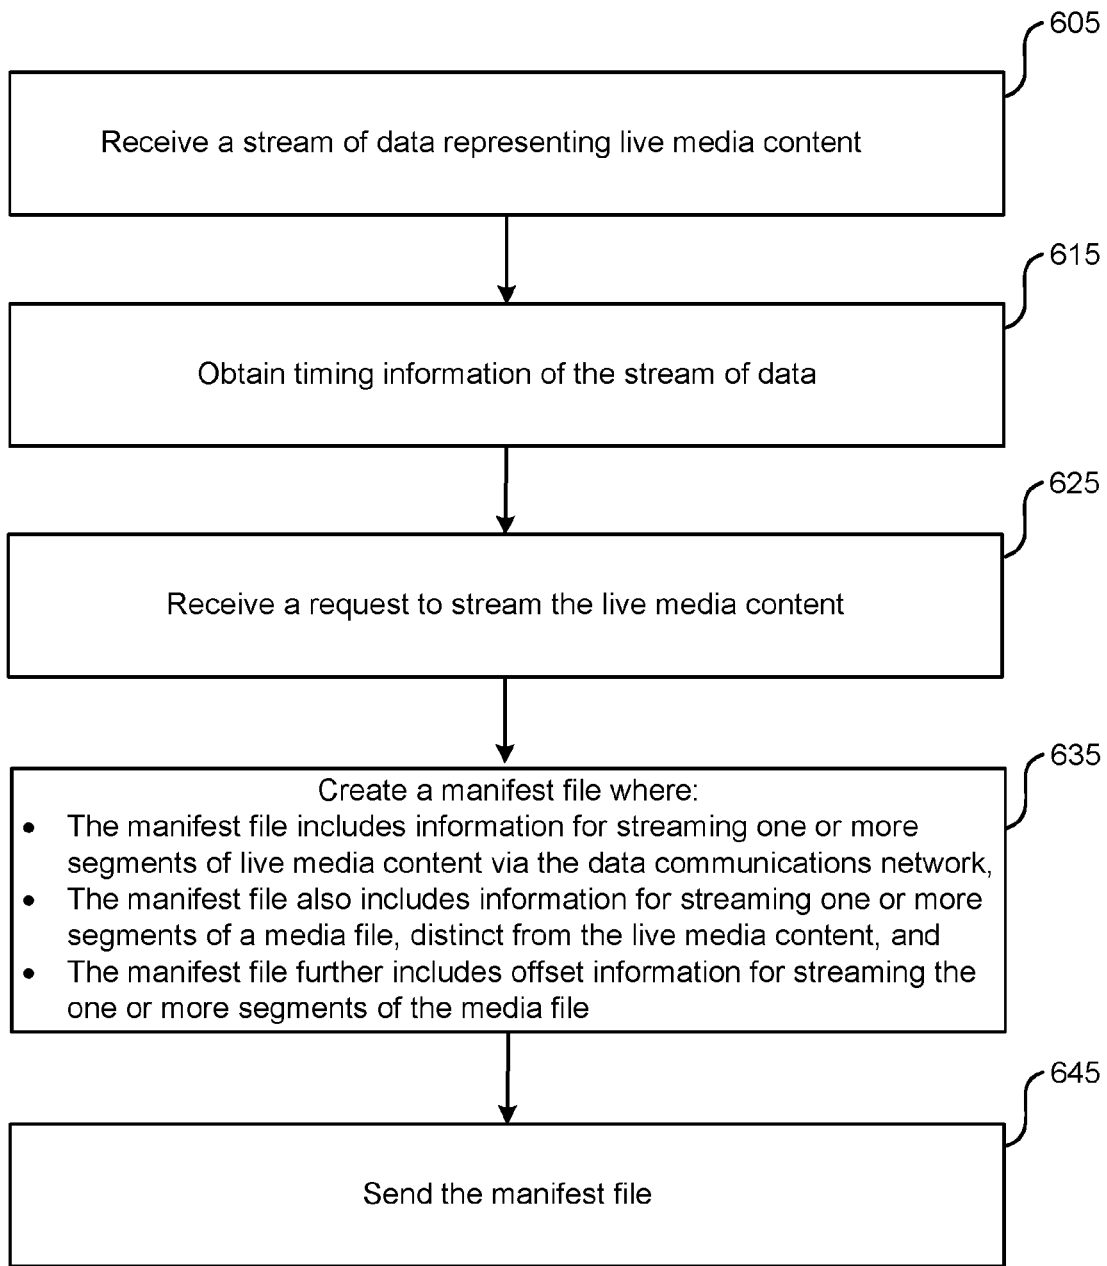 605
Receive a stream of data representing live media content
615
Obtain timing information of the stream of data
625
Receive a request to stream the live media content
635
Create a manifest file where:
• The manifest file includes information for streaming one or more
segments of live media content via the data communications network,
• The manifest file also includes information for streaming one or more
segments of a media file, distinct from the live media content, and
• The manifest file further includes offset information for streaming the
one or more segments of the media file
645
Send the manifest file